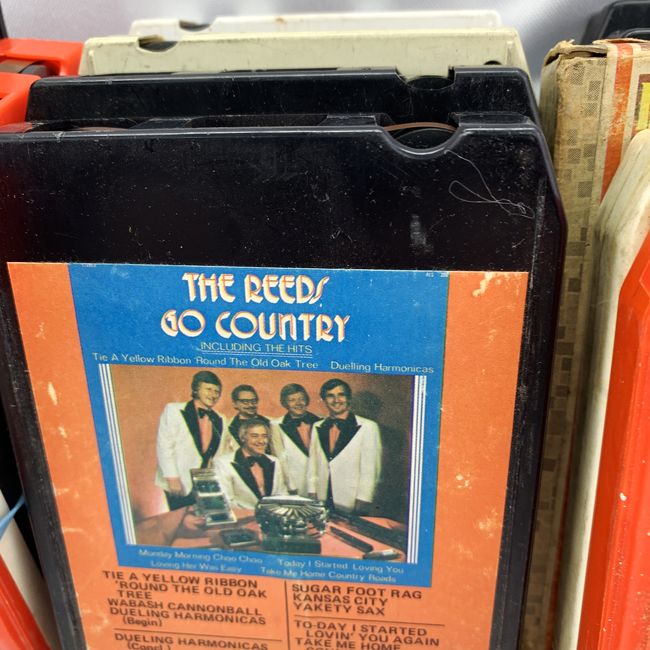 THE REEDS
GO COUNTRY
INCLUDING THE HITS
Tie A Yellow Ribbon 'Round The Old Oak Tree Duelling Harmonicas
Monday Morning Choo Choo Today I Started Loving You
Loving Her Was Easy Take Me Home Country Roads
TIE A YELLOW RIBBON
'ROUND THE OLD OAK
TREE
WABASH CANNONBALL
DUELING HARMONICAS
(Begin)
DUELING HARMONICAS
(Concl.)
SUGAR FOOT RAG
KANSAS CITY
YAKETY SAX
TO-DAY I STARTED
LOVIN' YOU AGAIN
TAKE ME HOME